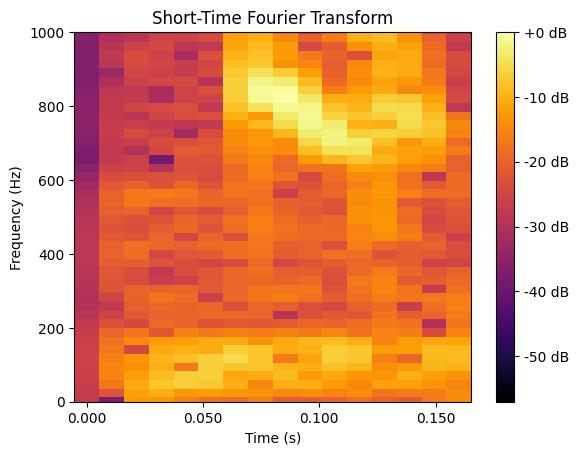 Short-Time Fourier Transform
1000
800
600
400
200
0
Frequency (Hz)
0.000
0.050
0.100
0.150
Time (s)
+0 dB
-10 dB
-20 dB
-30 dB
-40 dB
-50 dB